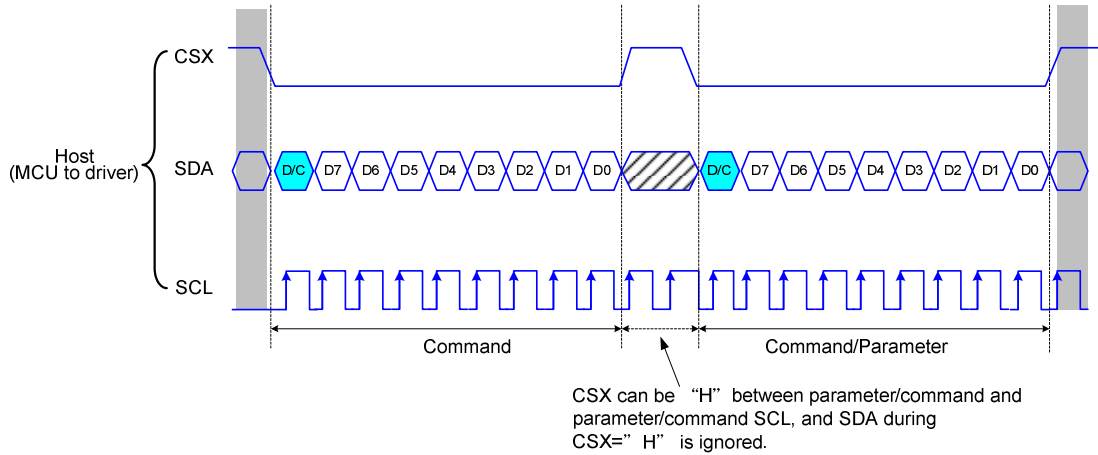 CSX
Host
(MCU to driver)
SDA
D/C D7 D6 D5 D4 D3 D2 D1 D0 D/C D7 D6 D5 D4 D3 D2 D1 D0
SCL
Command Command/Parameter
CSX can be “H” between parameter/command and
parameter/command SCL, and SDA during
CSX=”H” is ignored.